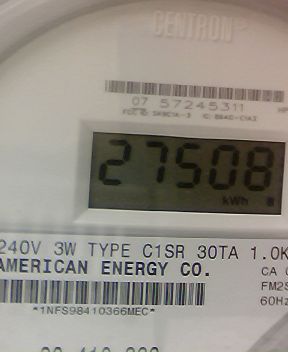 CENTRON®
07 57245311
27508
kWh
240V 3W TYPE C1SR 30TA 1.0K
AMERICAN ENERGY CO.
CA
FM2S
60Hz
*1NFS98410366MEC*